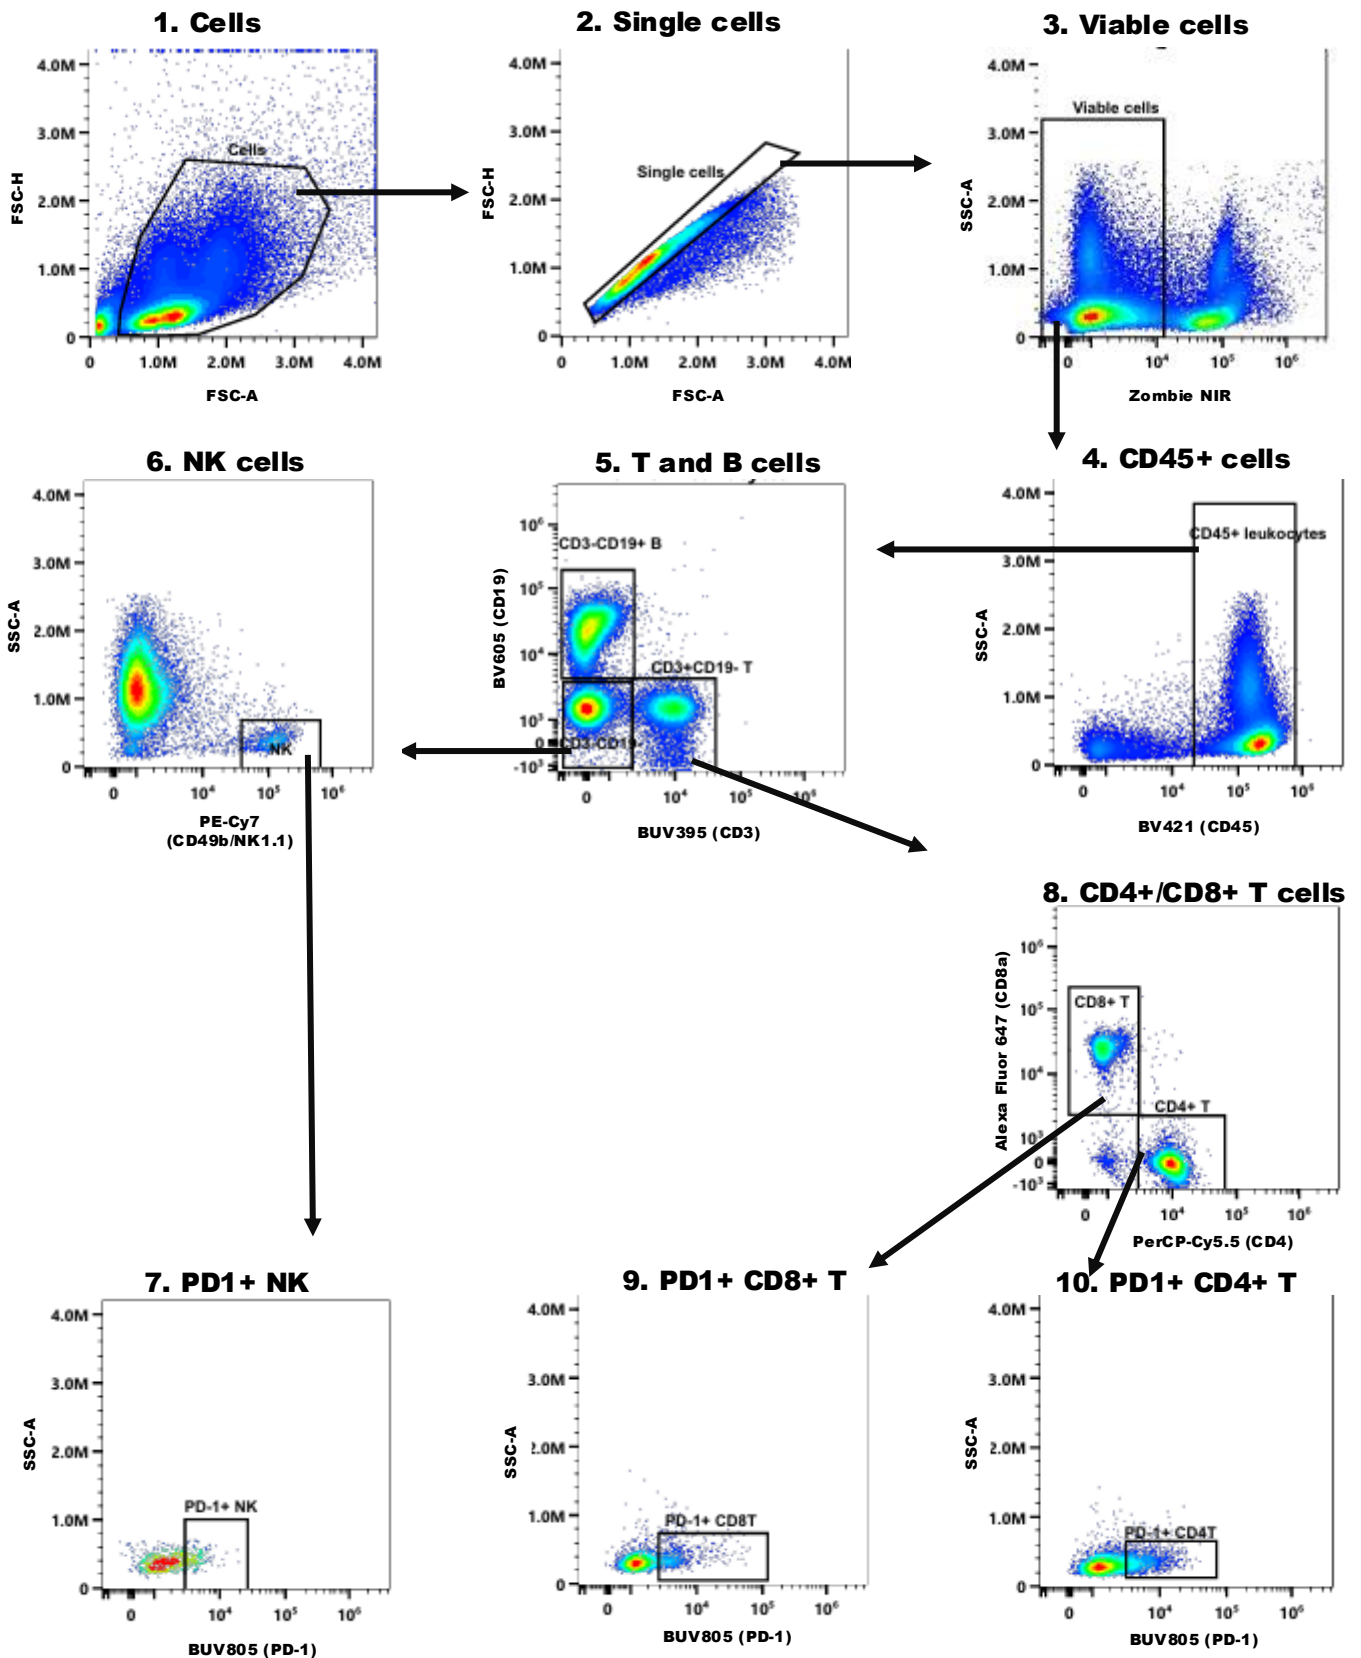 1. Cells
2. Single cells
3. Viable cells
4.0M
3.0M
2.0M
1.0M
0
FSC-H
Cells
0 1.0M 2.0M 3.0M 4.0M
FSC-A
4.0M
3.0M
2.0M
1.0M
0
FSC-H
Single cells
0 1.0M 2.0M 3.0M 4.0M
FSC-A
4.0M
3.0M
2.0M
1.0M
0
SSC-A
Viable cells
0 10⁴ 10⁵ 10⁶
Zombie NIR
6. NK cells
5. T and B cells
4. CD45+ cells
4.0M
3.0M
2.0M
1.0M
0
SSC-A
NK
0 10⁴ 10⁵ 10⁶
PE-Cy7
(CD49b/NK1.1)
10⁶
10⁵
10⁴
10³
0
-10³
BV605 (CD19)
CD3-CD19+ B
CD3+CD19- T
CD3-CD19-
0 10⁴ 10⁵ 10⁶
BUV395 (CD3)
4.0M
3.0M
2.0M
1.0M
0
SSC-A
CD45+ leukocytes
0 10⁴ 10⁵ 10⁶
BV421 (CD45)
8. CD4+/CD8+ T cells
10⁶
10⁵
10⁴
10³
0
-10³
Alexa Fluor 647 (CD8a)
CD8+ T
CD4+ T
0 10⁴ 10⁵ 10⁶
PerCP-Cy5.5 (CD4)
7. PD1+ NK
9. PD1+ CD8+ T
10. PD1+ CD4+ T
4.0M
3.0M
2.0M
1.0M
0
SSC-A
PD-1+ NK
0 10⁴ 10⁵ 10⁶
BUV805 (PD-1)
4.0M
3.0M
2.0M
1.0M
0
SSC-A
PD-1+ CD8T
0 10⁴ 10⁵ 10⁶
BUV805 (PD-1)
4.0M
3.0M
2.0M
1.0M
0
SSC-A
PD-1+ CD4T
0 10⁴ 10⁵ 10⁶
BUV805 (PD-1)